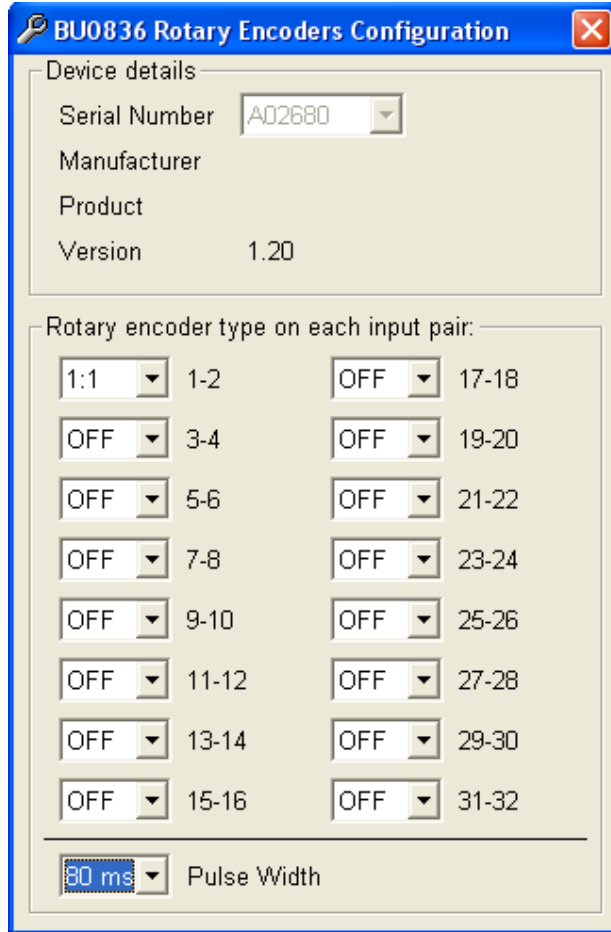 BU0836 Rotary Encoders Configuration
Device details
Serial Number A02680
Manufacturer
Product
Version 1.20
Rotary encoder type on each input pair:
1:1 1-2 OFF 17-18
OFF 3-4 OFF 19-20
OFF 5-6 OFF 21-22
OFF 7-8 OFF 23-24
OFF 9-10 OFF 25-26
OFF 11-12 OFF 27-28
OFF 13-14 OFF 29-30
OFF 15-16 OFF 31-32
80 ms Pulse Width